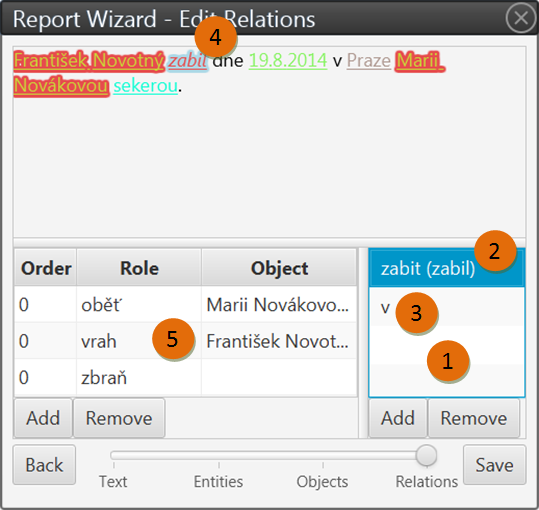 Report Wizard - Edit Relations
4
František Novotný zabil dne 19.8.2014 v Praze Marii
Novákovou sekerou.
Order Role Object
zabit (zabil) 2
0 oběť Marii Novákovo...
v 3
0 vrah 5 František Novot...
1
0 zbraň
Add Remove
Add Remove
Back
Text Entities Objects Relations
Save